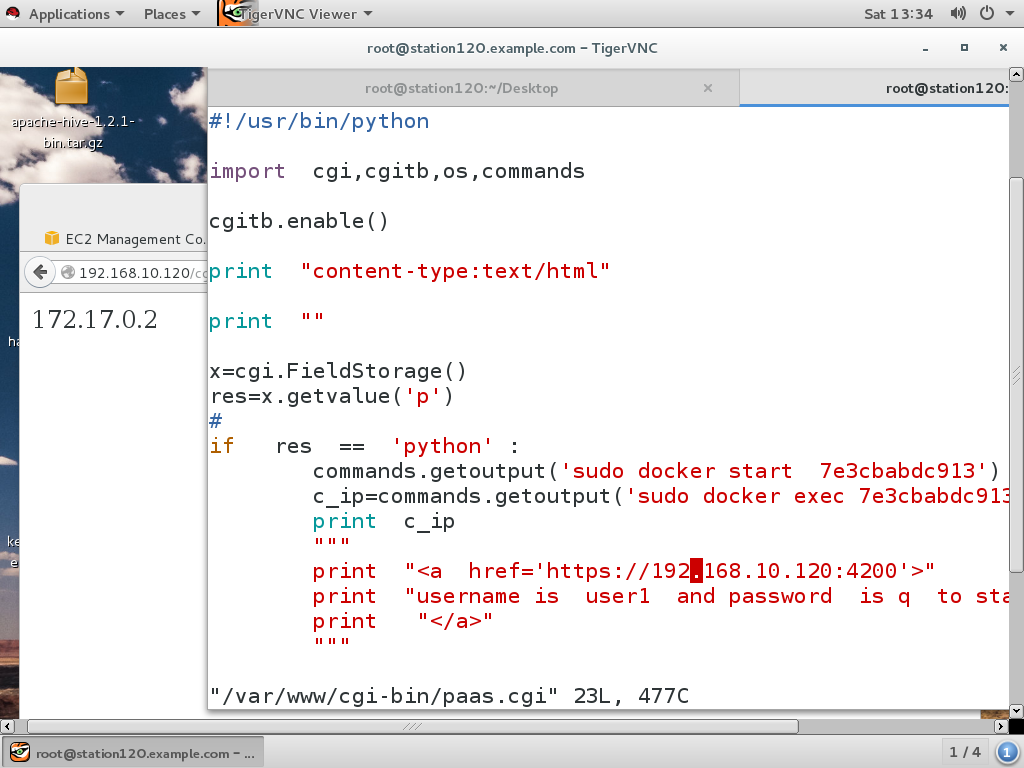 Applications Places TigerVNC Viewer Sat 13:34
root@station120.example.com – TigerVNC
apache-hive-1.2.1-
bin.tar.gz
root@station120:~/Desktop
root@station120:
EC2 Management Co.
192.168.10.120/cg
172.17.0.2
ha
ke
e
#!/usr/bin/python
import  cgi,cgitb,os,commands
cgitb.enable()
print  "content-type:text/html"
print  ""
x=cgi.FieldStorage()
res=x.getvalue('p')
#
if   res  ==  'python' :
        commands.getoutput('sudo docker start  7e3cbabdc913')
        c_ip=commands.getoutput('sudo docker exec 7e3cbabdc913
        print  c_ip
        """
        print  "<a  href='https://192.168.10.120:4200'>"
        print  "username is  user1  and password  is q  to sta
        print   "</a>"
        """
"/var/www/cgi-bin/paas.cgi" 23L, 477C
root@station120.example.com – ...
1 / 4
1